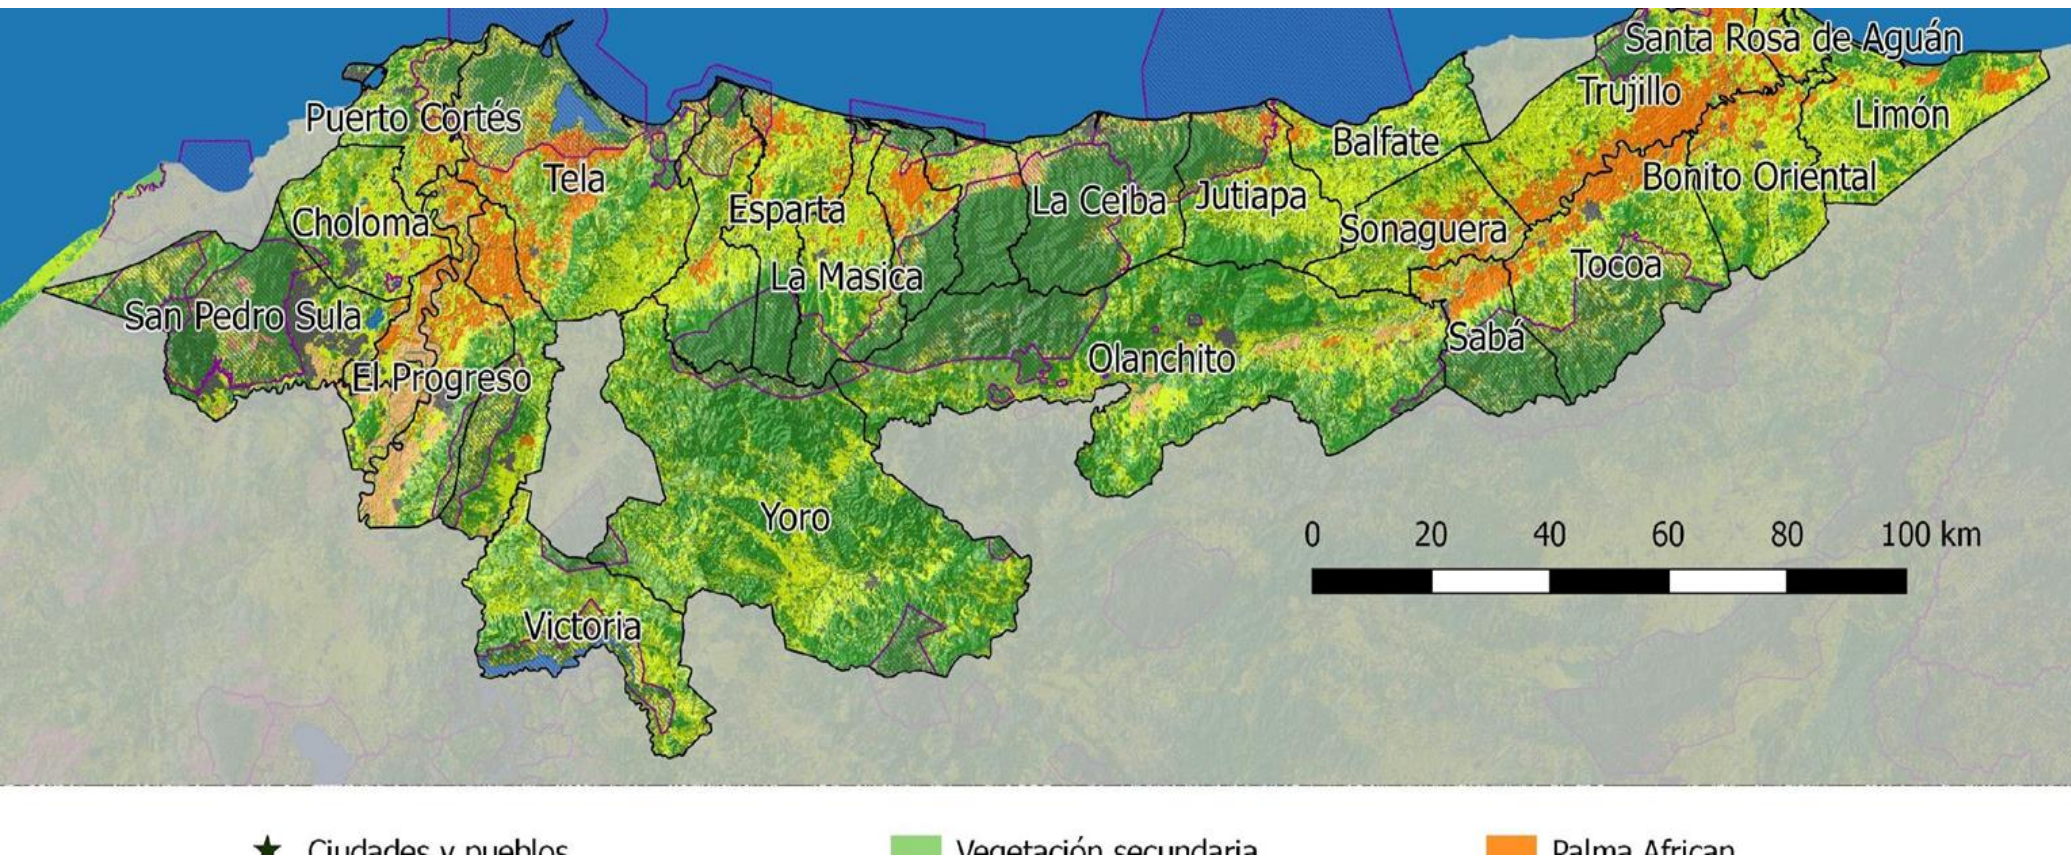 Santa Rosa de Aguán
Trujillo
Puerto Cortés
Limón
Balfate
Tela
Bonito Oriental
La Ceiba
Jutiapa
Esparta
Choloma
Sonaguera
La Masica
Tocoa
San Pedro Sula
Sabá
Olanchito
El Progreso
Yoro
0 20 40 60 80 100 km
Victoria
Ciudades y pueblos
Vegetación secundaria
Palma African